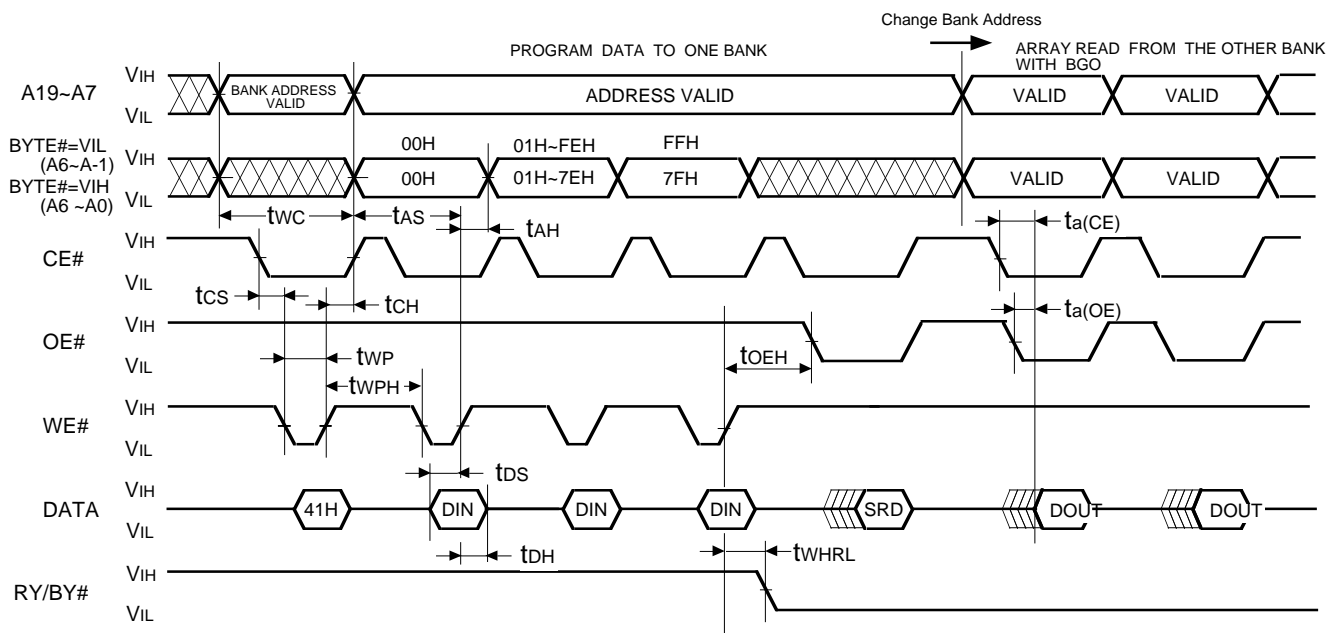 Change Bank Address
PROGRAM DATA TO ONE BANK
ARRAY READ FROM THE OTHER BANK
WITH BGO
A19~A7
VIH
VIL
BANK ADDRESS
VALID
ADDRESS VALID
VALID
VALID
BYTE#=VIL
(A6~A-1)
BYTE#=VIH
(A6 ~A0)
VIH
VIL
00H
01H~FEH
FFH
00H
01H~7EH
7FH
VALID
VALID
tWC
tAS
tAH
ta(CE)
CE#
VIH
VIL
tCS
tCH
ta(OE)
OE#
VIH
VIL
tWP
tOEH
tWPH
WE#
VIH
VIL
tDS
DATA
VIH
VIL
41H
DIN
DIN
DIN
SRD
DOUT
DOUT
tDH
tWHRL
RY/BY#
VIH
VIL